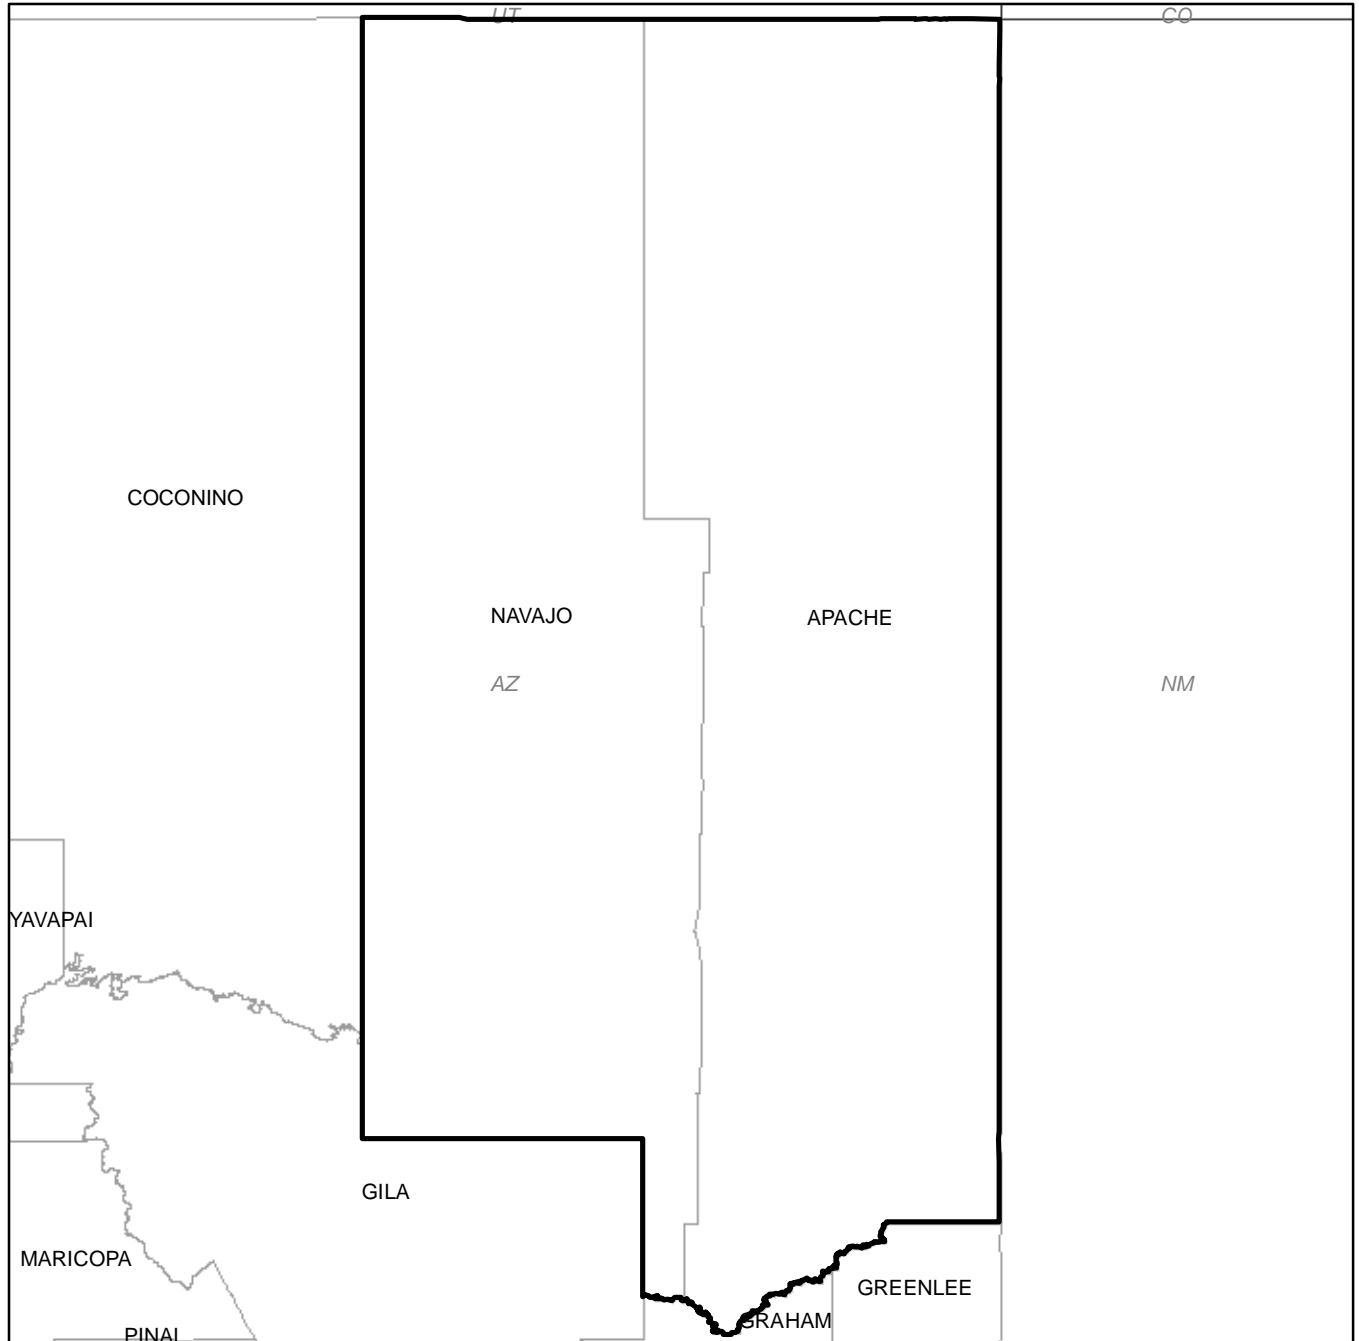 UT
CO
COCONINO
NAVAJO
APACHE
AZ
NM
YAVAPAI
GILA
MARICOPA
GREENLEE
GRAHAM
PINAL